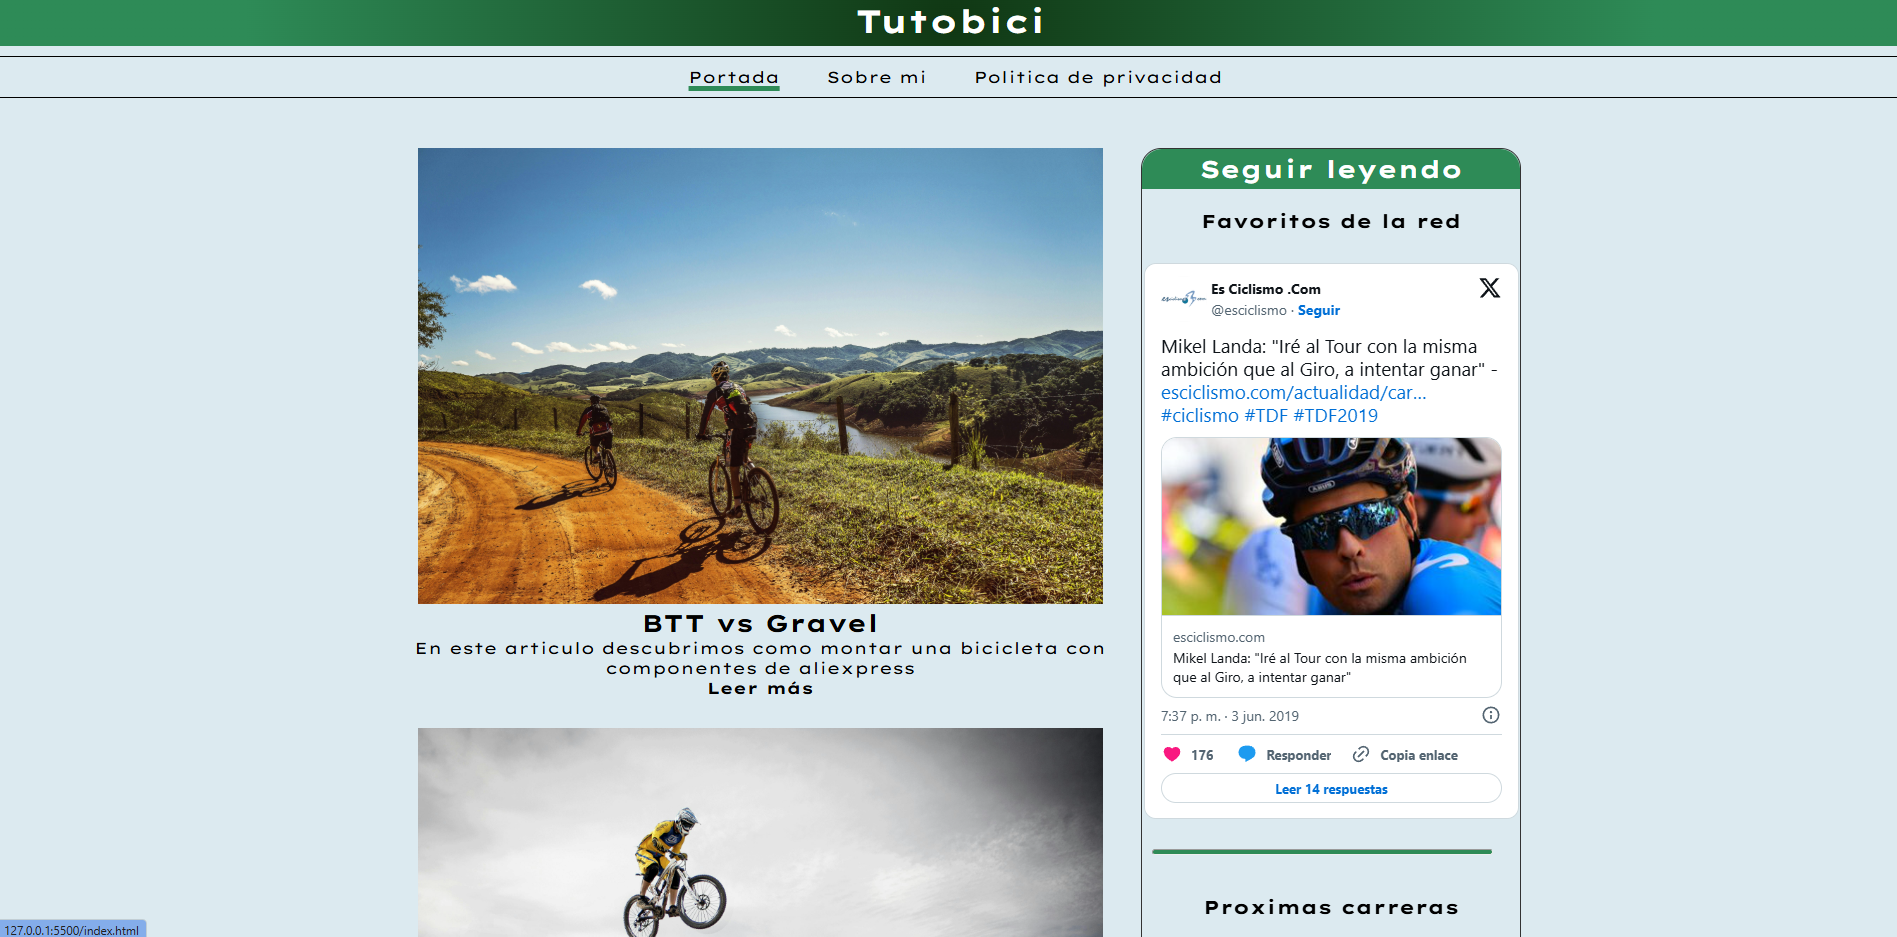 Tutobici
Portada Sobre mi Politica de privacidad
BTT vs Gravel
En este articulo descubrimos como montar una bicicleta con
componentes de aliexpress
Leer más
Seguir leyendo
Favoritos de la red
Es Ciclismo .Com
@esciclismo · Seguir
Mikel Landa: "Iré al Tour con la misma
ambición que al Giro, a intentar ganar" -
esciclismo.com/actualidad/car...
#ciclismo #TDF #TDF2019
ABUS
esciclismo.com
Mikel Landa: "Iré al Tour con la misma ambición
que al Giro, a intentar ganar"
7:37 p. m. · 3 jun. 2019
176 Responder Copia enlace
Leer 14 respuestas
Proximas carreras
127.0.0.1:5500/index.html